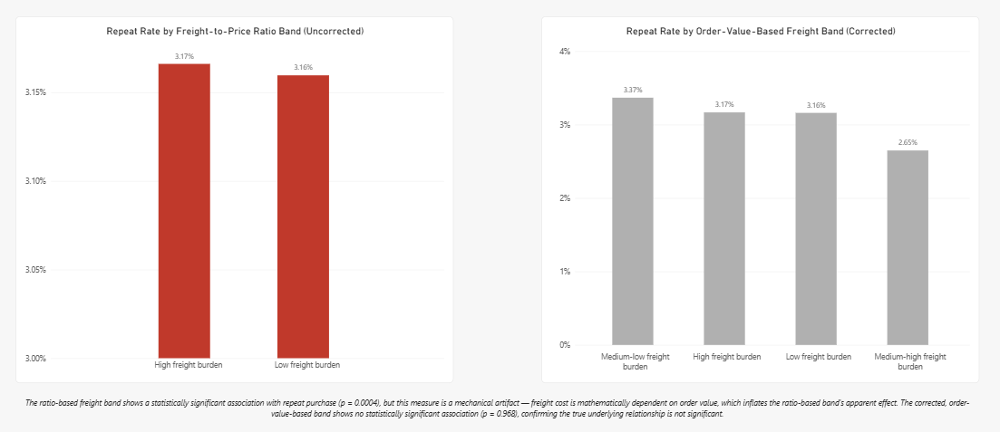 Repeat Rate by Freight-to-Price Ratio Band (Uncorrected)
3.17%
3.16%
3.15%
3.10%
3.05%
3.00%
High freight burden
Low freight burden
Repeat Rate by Order-Value-Based Freight Band (Corrected)
4%
3.37%
3.17%
3.16%
3%
2.65%
2%
1%
0%
Medium-low freight
burden
High freight burden
Low freight burden
Medium-high freight
burden
The ratio-based freight band shows a statistically significant association with repeat purchase (p = 0.0004), but this measure is a mechanical artifact — freight cost is mathematically dependent on order value, which inflates the ratio-based band's apparent effect. The corrected, order-
value-based band shows no statistically significant association (p = 0.968), confirming the true underlying relationship is not significant.